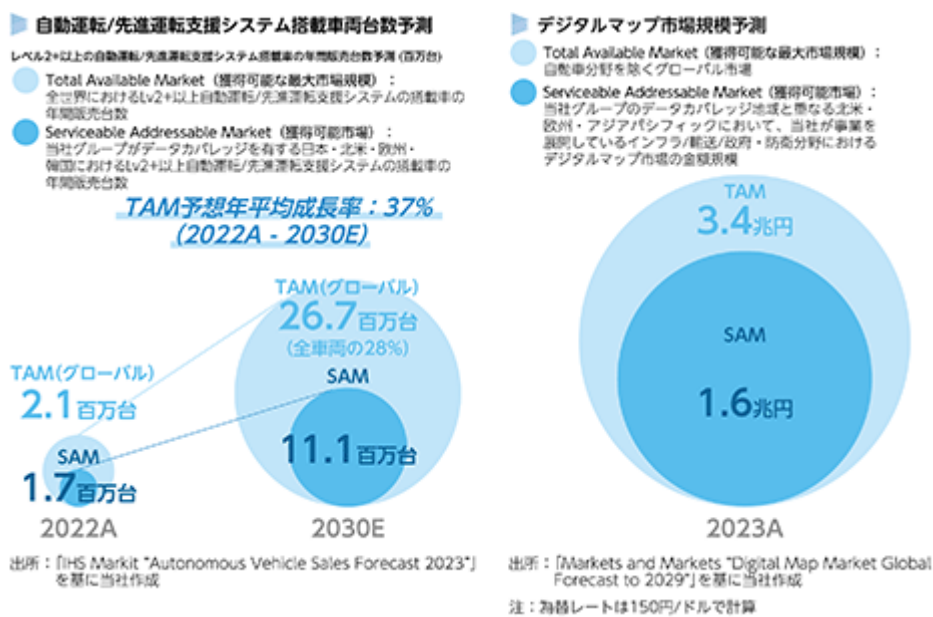 自動運転/先進運転支援システム搭載車両台数予測
レベル2+以上の自動運転/先進運転支援システム搭載車の年間販売台数予測 (百万台)
Total Available Market（獲得可能な最大市場規模）：
全世界におけるLv2+以上自動運転/先進運転支援システムの搭載車の
年間販売台数
Serviceable Addressable Market（獲得可能市場）：
当社グループがデータカバレッジを有する日本・北米・欧州・
韓国におけるLv2+以上自動運転/先進運転支援システムの搭載車の
年間販売台数
TAM予想年平均成長率：37%
(2022A - 2030E)
TAM(グローバル)
2.1百万台
SAM
1.7百万台
2022A
TAM(グローバル)
26.7百万台
(全車両の28%)
SAM
11.1百万台
2030E
出所：「IHS Markit "Autonomous Vehicle Sales Forecast 2023"」
を基に当社作成
デジタルマップ市場規模予測
Total Available Market（獲得可能な最大市場規模）：
自動車分野を除くグローバル市場
Serviceable Addressable Market（獲得可能市場）：
当社グループのデータカバレッジ地域と重なる北米・
欧州・アジアパシフィックにおいて、当社が事業を
展開しているインフラ/輸送/政府・防衛分野における
デジタルマップ市場の金額規模
TAM
3.4兆円
SAM
1.6兆円
2023A
出所：「Markets and Markets "Digital Map Market Global
Forecast to 2029"」を基に当社作成
注：為替レートは150円/ドルで計算